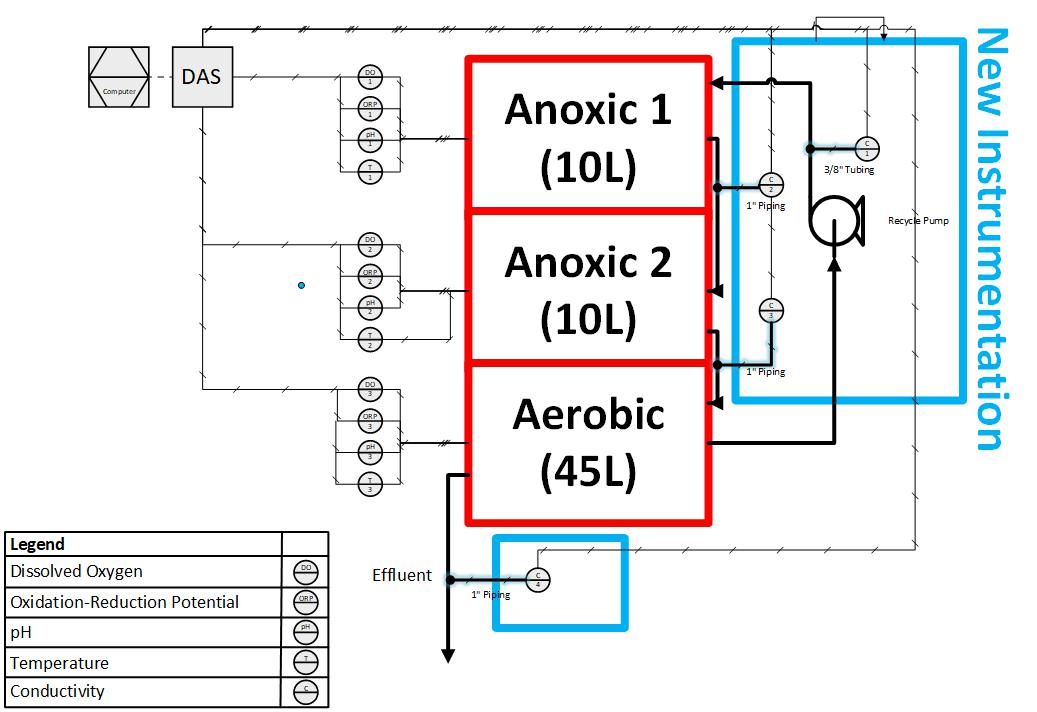 Computer
DAS
DO
1
ORP
1
pH
1
T
1
Anoxic 1
(10L)
C
1
3/8" Tubing
C
2
1" Piping
Recycle Pump
New Instrumentation
DO
2
ORP
2
pH
2
T
2
Anoxic 2
(10L)
C
3
1" Piping
DO
3
ORP
3
pH
3
T
3
Aerobic
(45L)
Effluent
C
4
1" Piping
Legend
Dissolved Oxygen
DO
Oxidation-Reduction Potential
ORP
pH
pH
Temperature
T
Conductivity
C